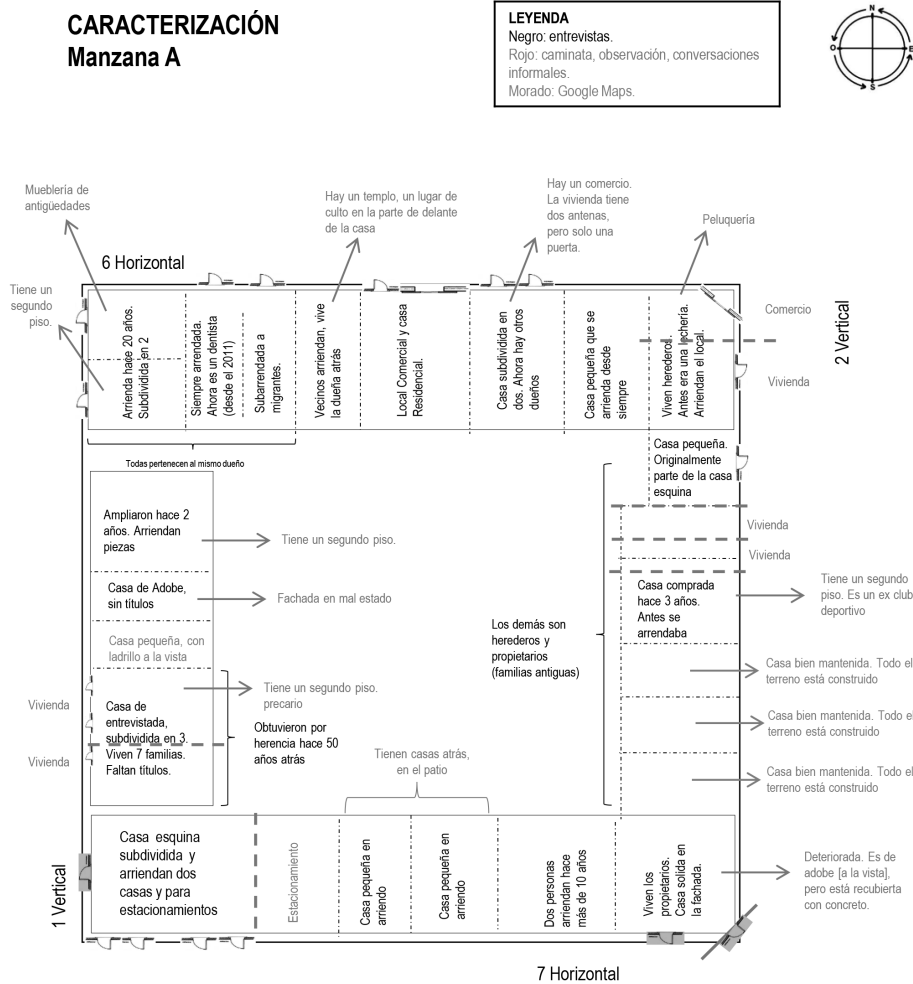 CARACTERIZACIÓN
Manzana A
LEYENDA
Negro: entrevistas.
Rojo: caminata, observación, conversaciones
informales.
Morado: Google Maps.
N
O
E
S
Mueblería de
antigüedades
Hay un templo, un lugar de
culto en la parte de delante
de la casa
Hay un comercio.
La vivienda tiene
dos antenas,
pero solo una
puerta.
Peluquería
6 Horizontal
Tiene un
segundo
piso.
Comercio
2 Vertical
Vivienda
Arrienda hace 20 años.
Subdividida en 2
Siempre arrendada.
Ahora es un dentista
(desde el 2011)
Subarrendada a
migrantes.
Vecinos arriendan, vive
la dueña atrás
Local Comercial y casa
Residencial.
Casa subdividida en
dos. Ahora hay otros
dueños
Casa pequeña que se
arrienda desde
siempre
Viven herederos.
Antes era una lechería.
Arriendan el local.
Todas pertenecen al mismo dueño
Casa pequeña.
Originalmente
parte de la casa
esquina
Ampliaron hace 2
años. Arriendan
piezas
Tiene un segundo piso.
Vivienda
Vivienda
Casa de Adobe,
sin títulos
Fachada en mal estado
Casa comprada
hace 3 años.
Antes se
arrendaba
Tiene un segundo
piso. Es un ex club
deportivo
Los demás son
herederos y
propietarios
(familias antiguas)
Casa pequeña, con
ladrillo a la vista
Casa bien mantenida. Todo el
terreno está construido
Tiene un segundo piso.
precario
Vivienda
Casa de
entrevistada,
subdividida en 3.
Viven 7 familias.
Faltan títulos.
Obtuvieron por
herencia hace 50
años atrás
Casa bien mantenida. Todo el
terreno está construido
Vivienda
Tienen casas atrás,
en el patio
Casa bien mantenida. Todo el
terreno está construido
1 Vertical
Casa esquina
subdividida y
arriendan dos
casas y para
estacionamientos
Estacionamiento
Casa pequeña en
arriendo
Casa pequeña en
arriendo
Dos personas
arriendan hace
más de 10 años
Viven los
propietarios.
Casa solida en
la fachada.
Deteriorada. Es de
adobe [a la vista],
pero está recubierta
con concreto.
7 Horizontal